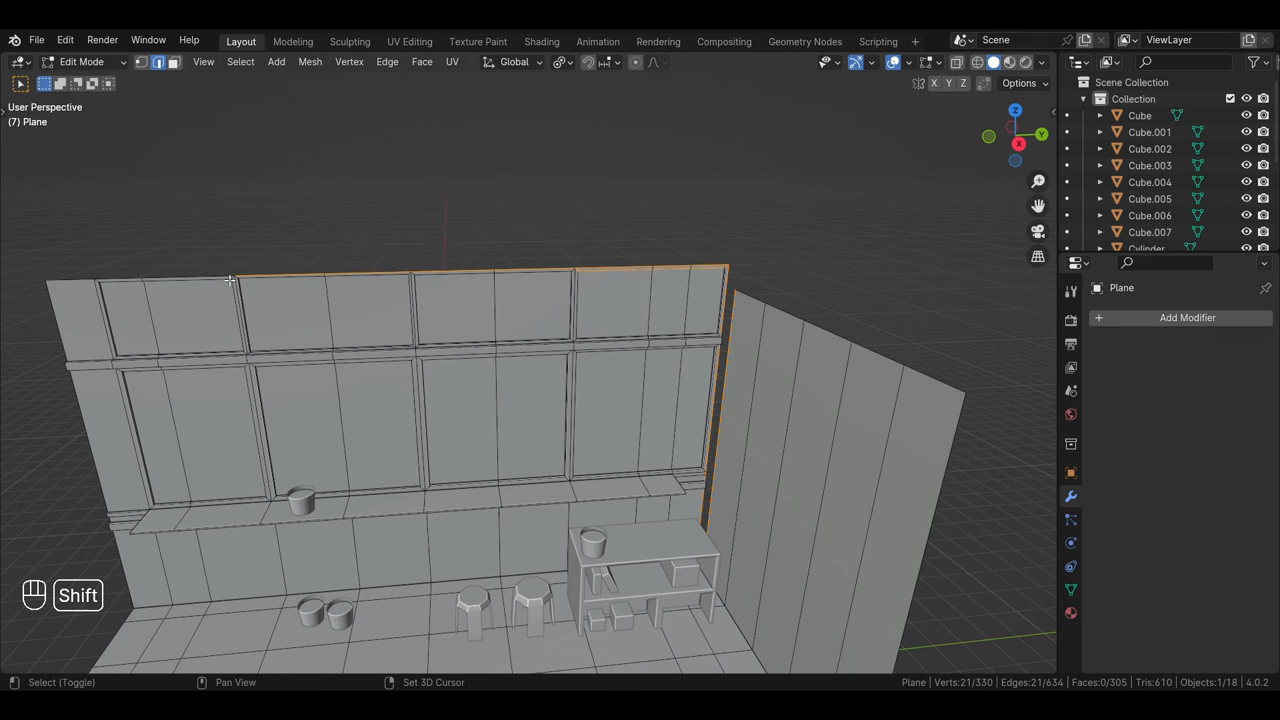 File Edit Render Window Help Layout Modeling Sculpting UV Editing Texture Paint Shading Animation Rendering Compositing Geometry Nodes Scripting + Scene ViewLayer
Edit Mode View Select Add Mesh Vertex Edge Face UV Global
X Y Z Options
User Perspective
(7) Plane
Z
Y
X
Scene Collection
Collection
Cube
Cube.001
Cube.002
Cube.003
Cube.004
Cube.005
Cube.006
Cube.007
Cylinder
Plane
+ Add Modifier
Shift
Select (Toggle) Pan View Set 3D Cursor Plane | Verts:21/330 | Edges:21/634 | Faces:0/305 | Tris:610 | Objects:1/18 | 4.0.2